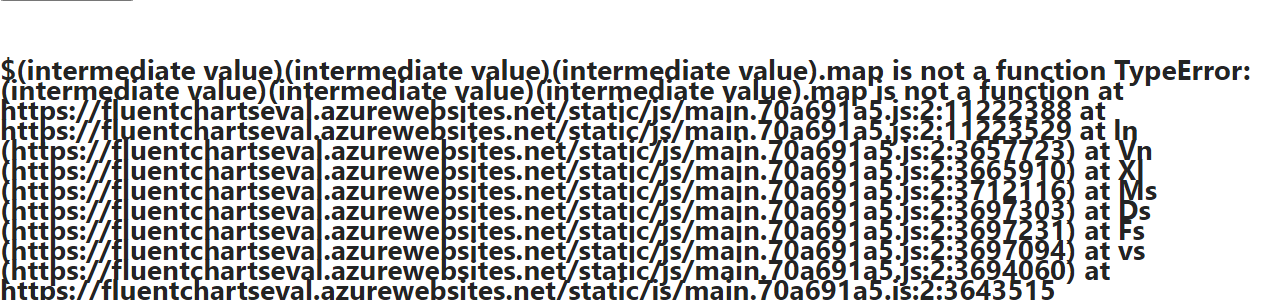 $(intermediate value)(intermediate value)(intermediate value).map is not a function TypeError:
(intermediate value)(intermediate value)(intermediate value).map is not a function at
https://fluentchartseval.azurewebsites.net/static/js/main.70a691a5.js:2:11222388 at
https://fluentchartseval.azurewebsites.net/static/js/main.70a691a5.js:2:11223529 at ln
(https://fluentchartseval.azurewebsites.net/static/js/main.70a691a5.js:2:3657723) at Vn
(https://fluentchartseval.azurewebsites.net/static/js/main.70a691a5.js:2:3665910) at Xl
(https://fluentchartseval.azurewebsites.net/static/js/main.70a691a5.js:2:3712116) at Ms
(https://fluentchartseval.azurewebsites.net/static/js/main.70a691a5.js:2:3697303) at Ds
(https://fluentchartseval.azurewebsites.net/static/js/main.70a691a5.js:2:3697231) at Fs
(https://fluentchartseval.azurewebsites.net/static/js/main.70a691a5.js:2:3697094) at vs
(https://fluentchartseval.azurewebsites.net/static/js/main.70a691a5.js:2:3694060) at
https://fluentchartseval.azurewebsites.net/static/js/main.70a691a5.js:2:3643515